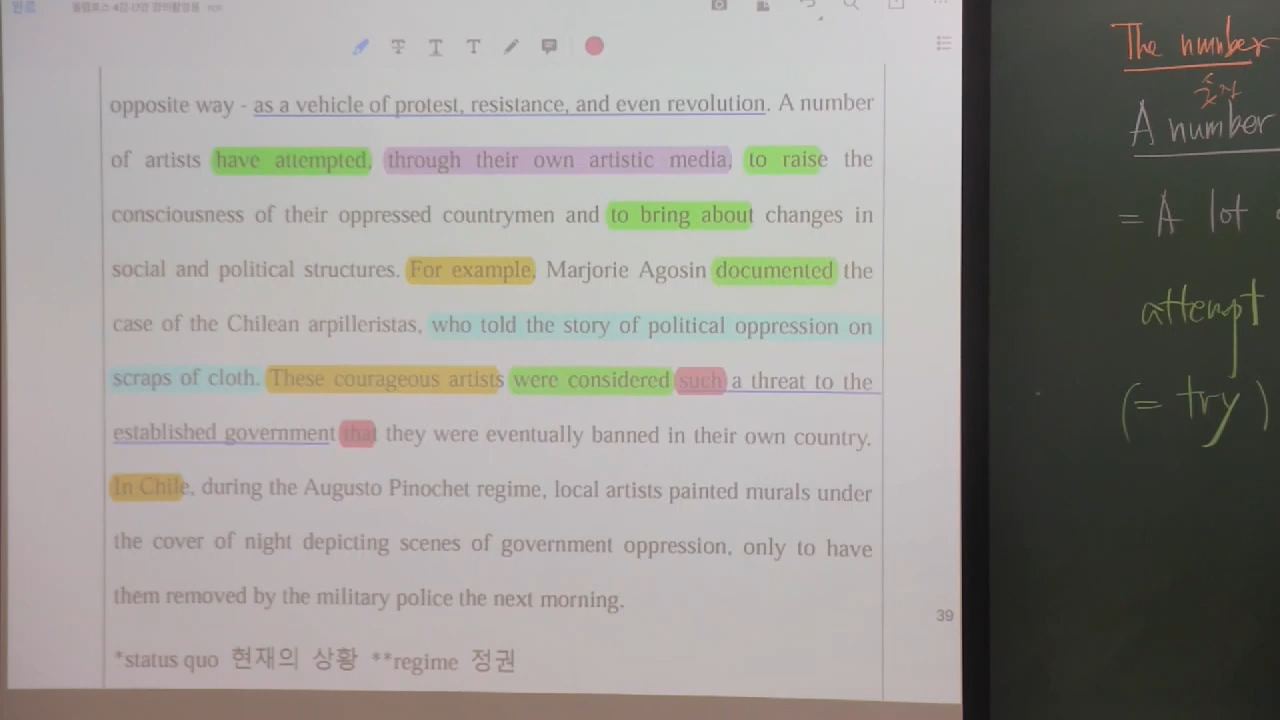 완료
opposite way - as a vehicle of protest, resistance, and even revolution. A number
of artists have attempted, through their own artistic media, to raise the
consciousness of their oppressed countrymen and to bring about changes in
social and political structures. For example, Marjorie Agosin documented the
case of the Chilean arpilleristas, who told the story of political oppression on
scraps of cloth. These courageous artists were considered such a threat to the
established government that they were eventually banned in their own country.
In Chile, during the Augusto Pinochet regime, local artists painted murals under
the cover of night depicting scenes of government oppression, only to have
them removed by the military police the next morning.
39
*status quo 현재의 상황 **regime 정권
The number
숫자
A number
= A lot
attempt
(= try)